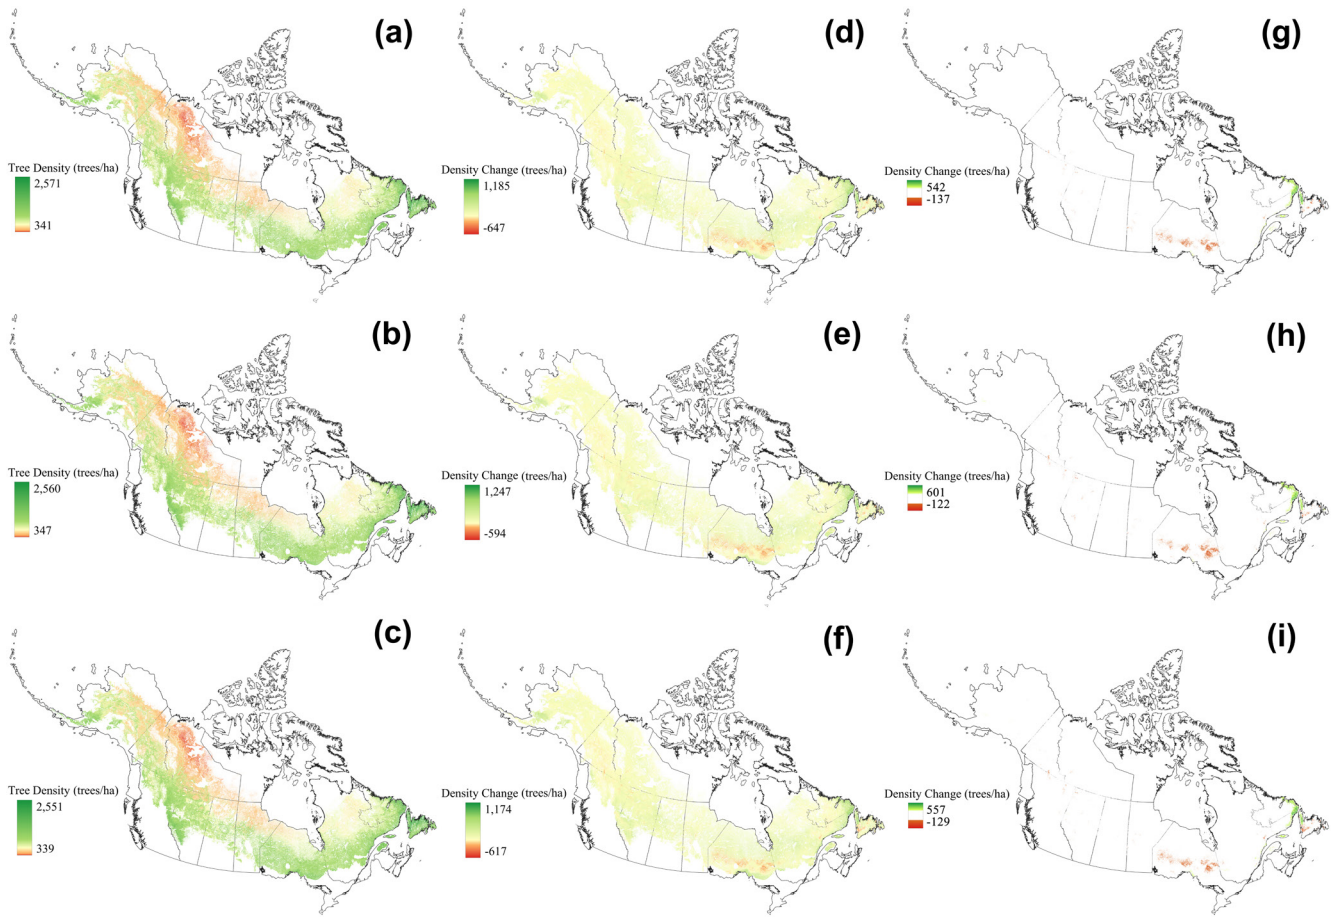 (a)
Tree Density (trees/ha)
2,571
341
(d)
Density Change (trees/ha)
1,185
-647
(g)
Density Change (trees/ha)
542
-137
(b)
Tree Density (trees/ha)
2,560
347
(e)
Density Change (trees/ha)
1,247
-594
(h)
Density Change (trees/ha)
601
-122
(c)
Tree Density (trees/ha)
2,551
339
(f)
Density Change (trees/ha)
1,174
-617
(i)
Density Change (trees/ha)
557
-129